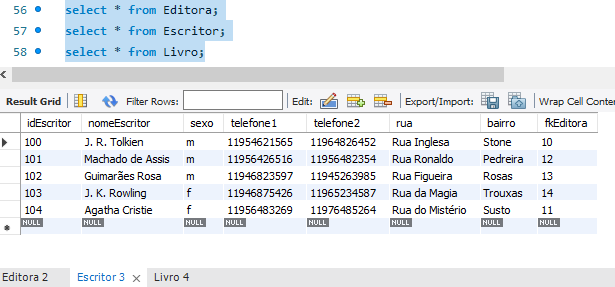 56 select * from Editora;
57 select * from Escritor;
58 select * from Livro;
Result Grid Filter Rows: Edit: Export/Import: Wrap Cell Conter
idEscritor nomeEscritor sexo telefone1 telefone2 rua bairro fkEditora
100 J. R. Tolkien m 11954621565 11964826452 Rua Inglesa Stone 10
101 Machado de Assis m 11956426516 11956482354 Rua Ronaldo Pedreira 12
102 Guimarães Rosa m 11946823597 11945263985 Rua Figueira Rosas 13
103 J. K. Rowling f 11946875426 11965234587 Rua da Magia Trouxas 14
104 Agatha Cristie f 11956483269 11976485264 Rua do Mistério Susto 11
NULL NULL NULL NULL NULL NULL NULL NULL
Editora 2 Escritor 3 Livro 4